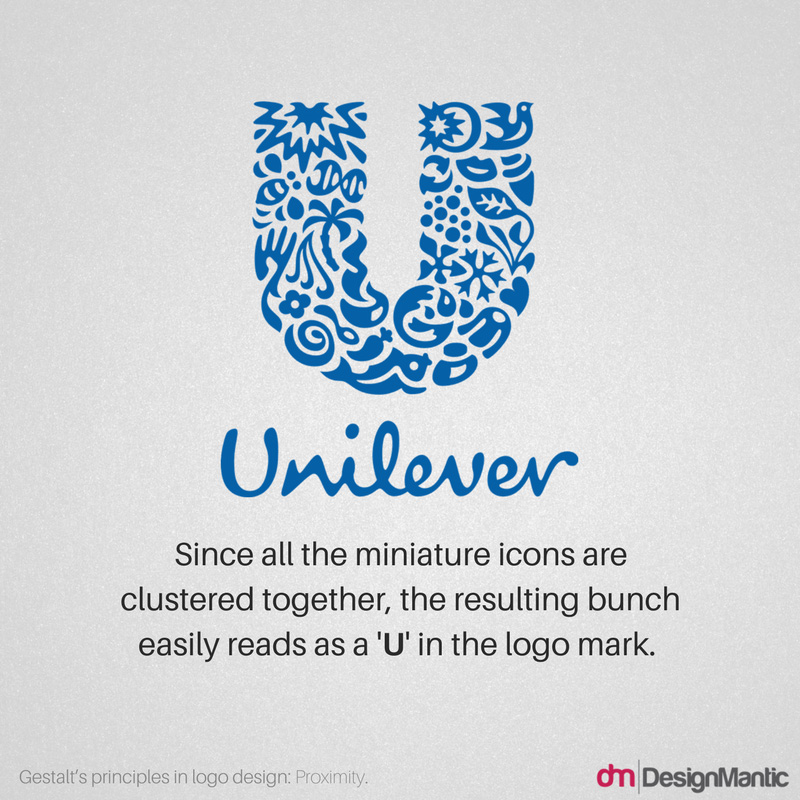 Unilever
Since all the miniature icons are
clustered together, the resulting bunch
easily reads as a 'U' in the logo mark.
Gestalt's principles in logo design: Proximity.
dm DesignMantic